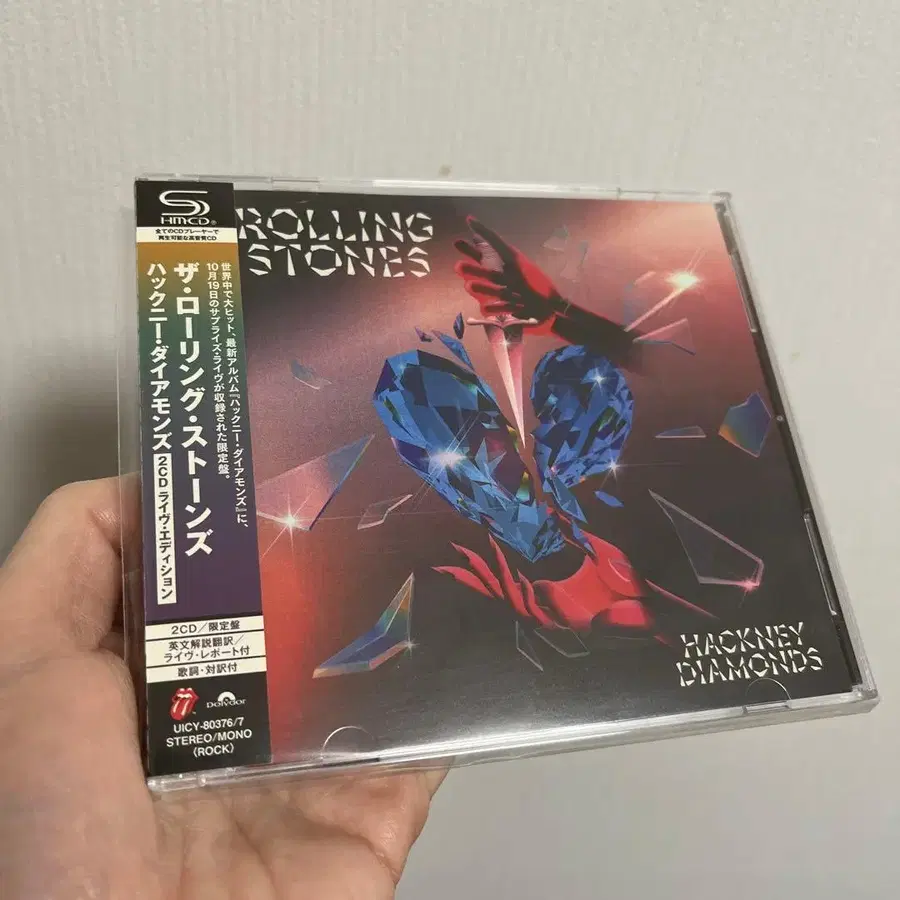 SHM-CD®
全てのCDプレーヤーで
再生可能な高音質CD
ザ・ローリング・ストーンズ
ハックニー・ダイアモンズ
2CD ライヴ・エディション
世界中で大ヒット、最新アルバム『ハックニー・ダイアモンズ』に、
10月19日のサプライズ・ライヴが収録された限定盤。
2CD/限定盤
英文解説翻訳/
ライヴ・レポート付
歌詞・対訳付
Polydor
UICY-80376/7
STEREO/MONO
(ROCK)
ROLLING
STONES
HACKNEY
DIAMONDS